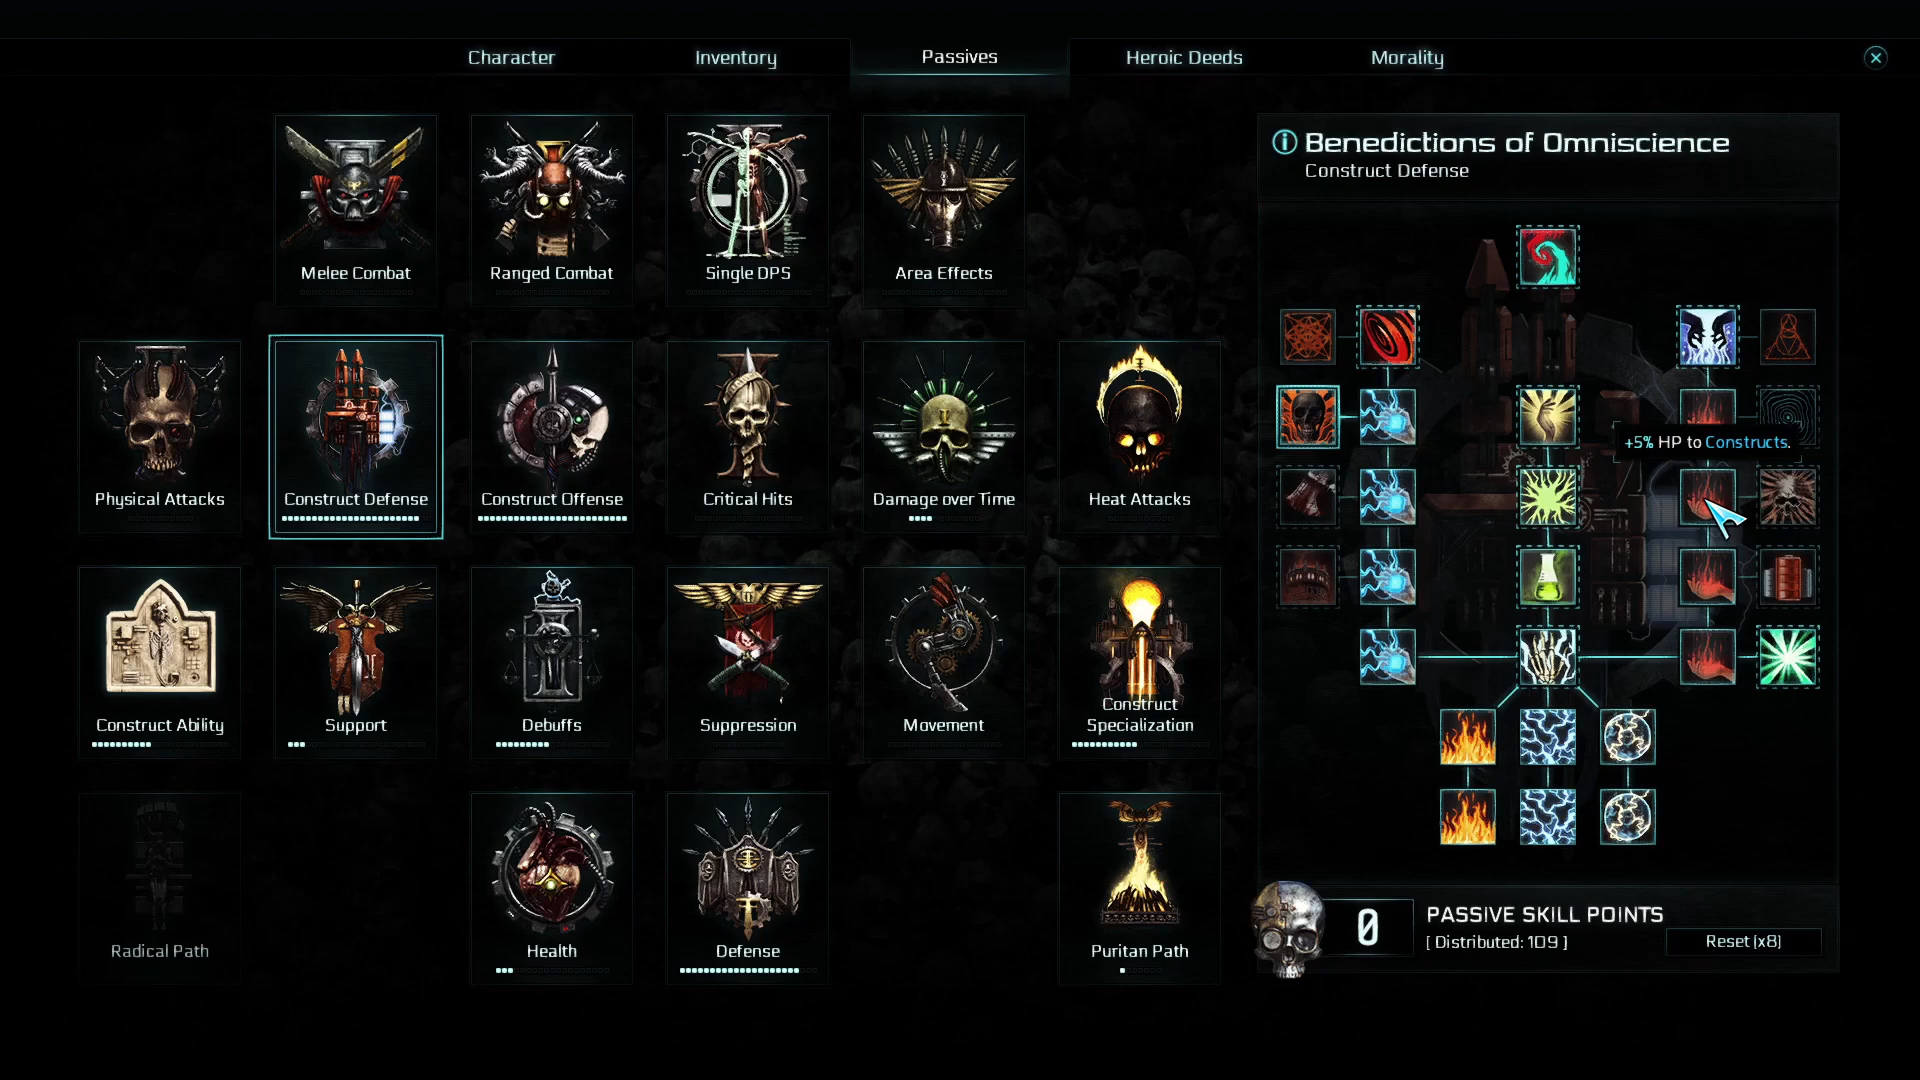 Character
Inventory
Passives
Heroic Deeds
Morality
Melee Combat
Ranged Combat
Single DPS
Area Effects
Physical Attacks
Construct Defense
Construct Offense
Critical Hits
Damage over Time
Heat Attacks
Construct Ability
Support
Debuffs
Suppression
Movement
Construct
Specialization
Radical Path
Health
Defense
Puritan Path
Benedictions of Omniscience
Construct Defense
+5% HP to Constructs.
0
PASSIVE SKILL POINTS
[ Distributed: 109 ]
Reset (x8)